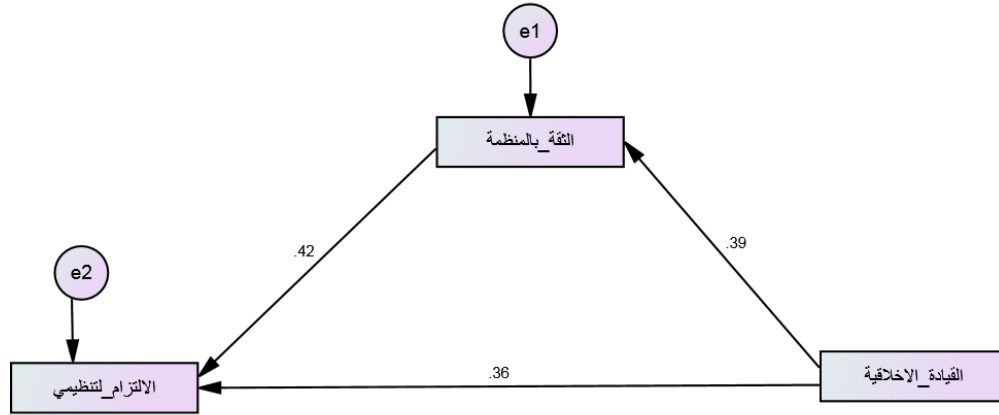 e1
الثقة_بالمنظمة
.42
.39
e2
الالتزام_لتنظيمي
.36
القيادة_الاخلاقية